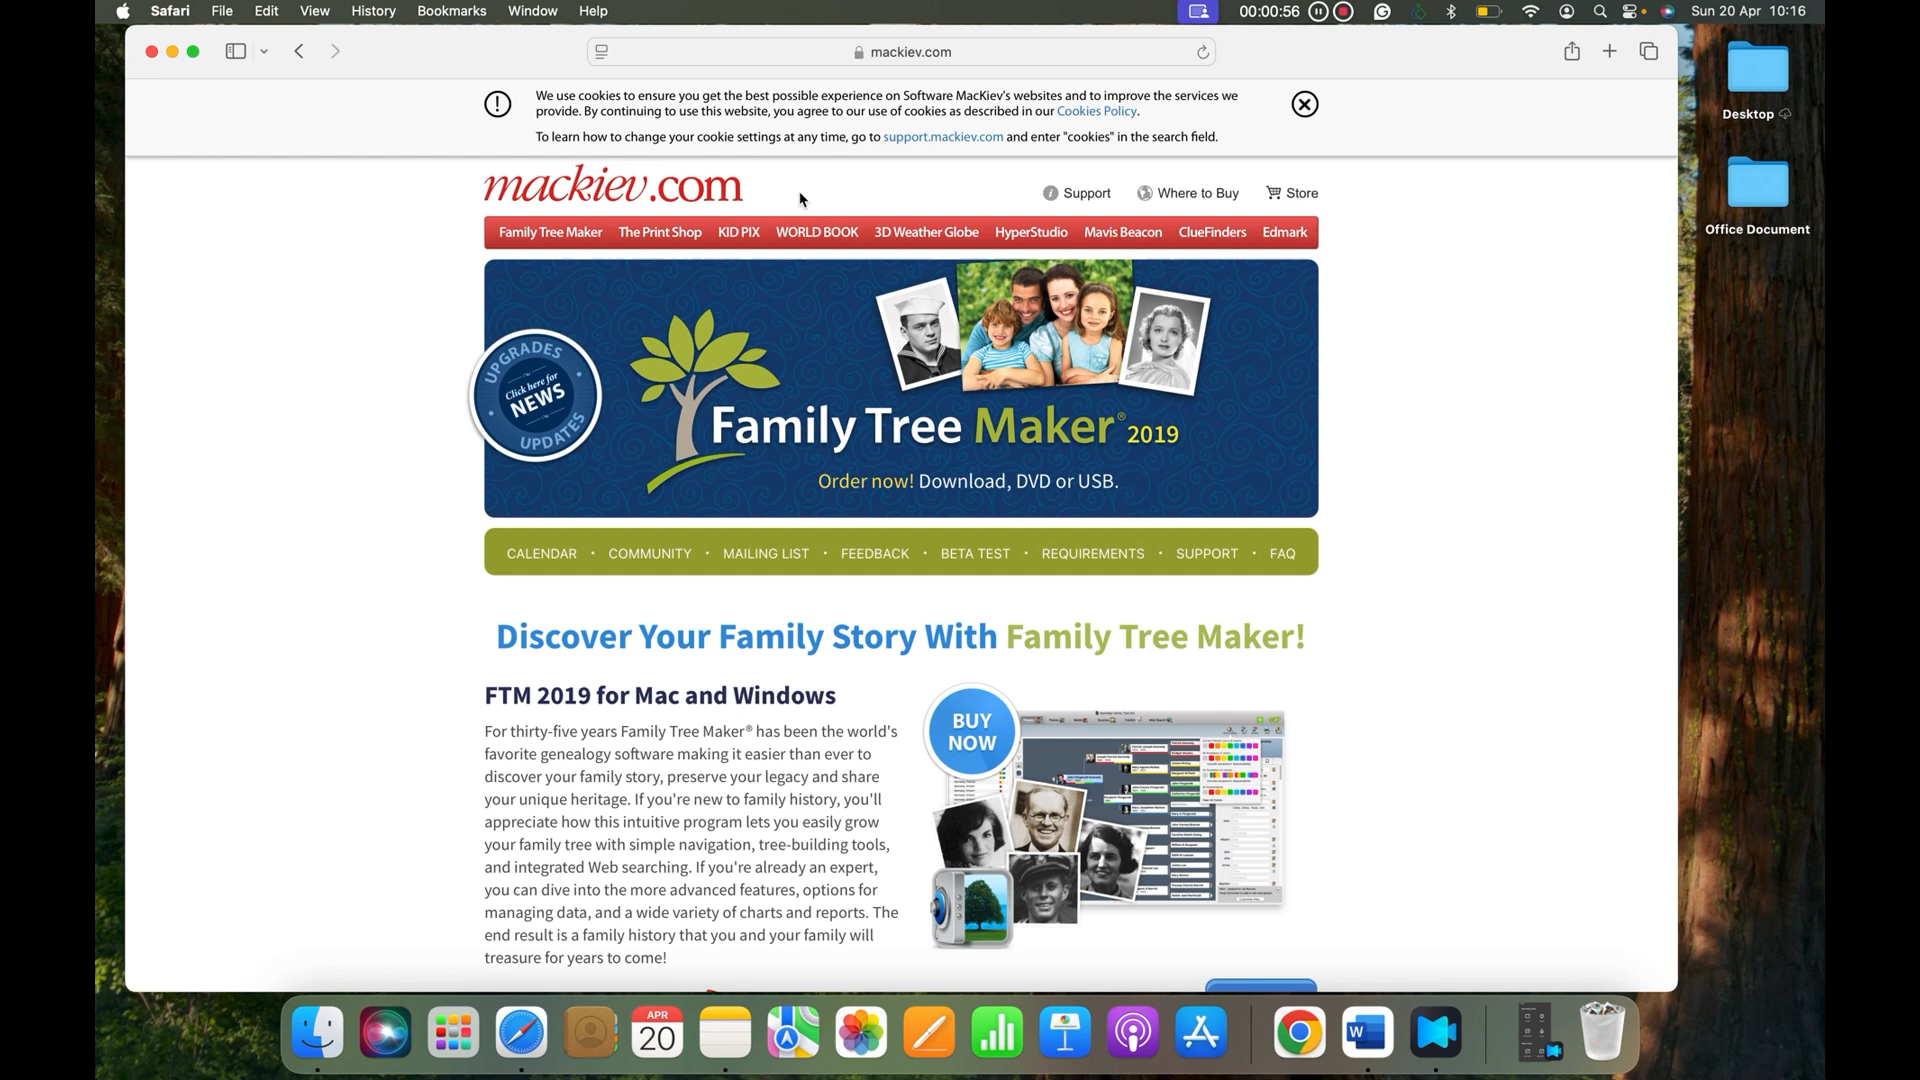 Safari File Edit View History Bookmarks Window Help 00:00:56 Sun 20 Apr 10:16
mackiev.com
We use cookies to ensure you get the best possible experience on Software MacKiev's websites and to improve the services we
provide. By continuing to use this website, you agree to our use of cookies as described in our Cookies Policy.
To learn how to change your cookie settings at any time, go to support.mackiev.com and enter "cookies" in the search field.
mackiev.com
Support Where to Buy Store
Family Tree Maker The Print Shop KID PIX WORLD BOOK 3D Weather Globe HyperStudio Mavis Beacon ClueFinders Edmark
UPGRADES
Click here for
NEWS
UPDATES
Family Tree Maker® 2019
Order now! Download, DVD or USB.
CALENDAR • COMMUNITY • MAILING LIST • FEEDBACK • BETA TEST • REQUIREMENTS • SUPPORT • FAQ
Discover Your Family Story With Family Tree Maker!
FTM 2019 for Mac and Windows
For thirty-five years Family Tree Maker® has been the world's
favorite genealogy software making it easier than ever to
discover your family story, preserve your legacy and share
your unique heritage. If you're new to family history, you'll
appreciate how this intuitive program lets you easily grow
your family tree with simple navigation, tree-building tools,
and integrated Web searching. If you're already an expert,
you can dive into the more advanced features, options for
managing data, and a wide variety of charts and reports. The
end result is a family history that you and your family will
treasure for years to come!
BUY
NOW
Desktop
Office Document
APR
20
W